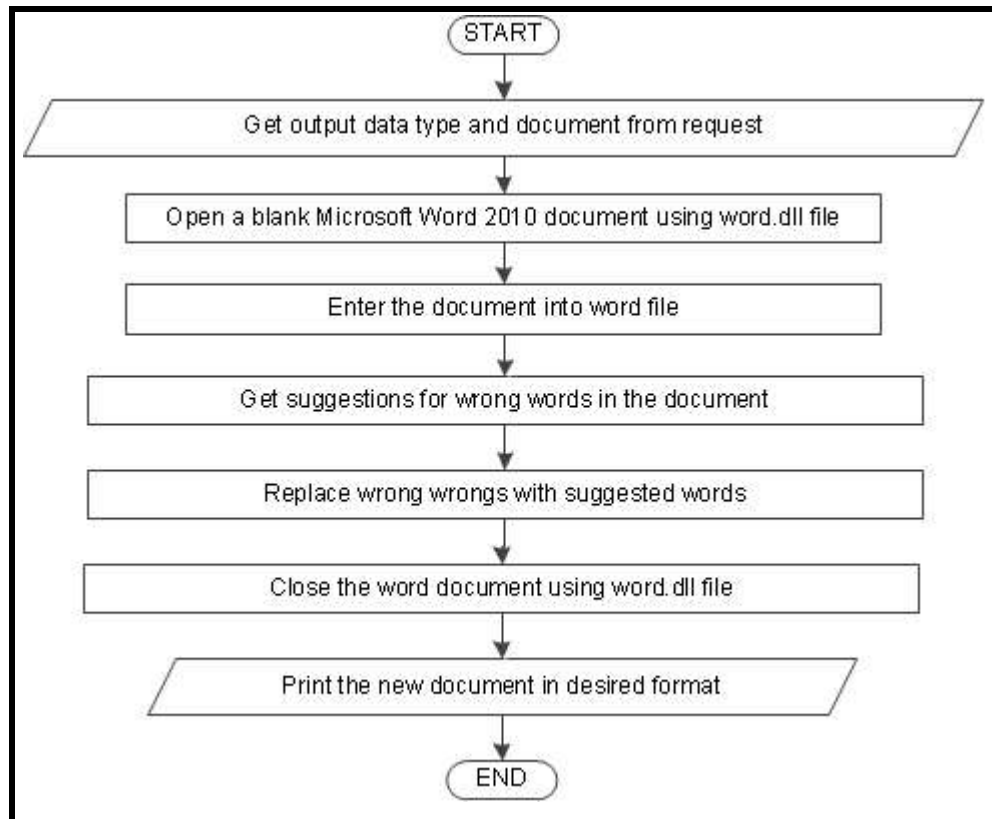 START
Get output data type and document from request
Open a blank Microsoft Word 2010 document using word.dll file
Enter the document into word file
Get suggestions for wrong words in the document
Replace wrong wrongs with suggested words
Close the word document using word.dll file
Print the new document in desired format
END